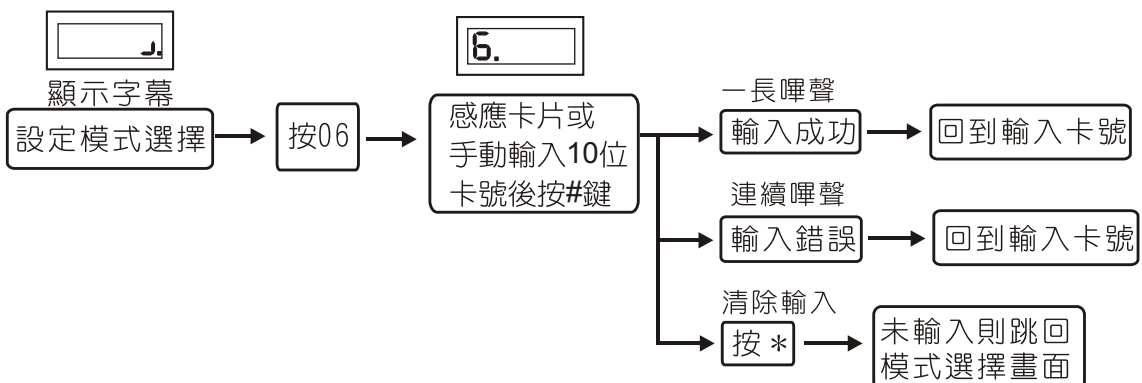 J.
顯示字幕
設定模式選擇
按06
6.
感應卡片或
手動輸入10位
卡號後按#鍵
一長嗶聲
輸入成功
回到輸入卡號
連續嗶聲
輸入錯誤
回到輸入卡號
清除輸入
按*
未輸入則跳回
模式選擇畫面